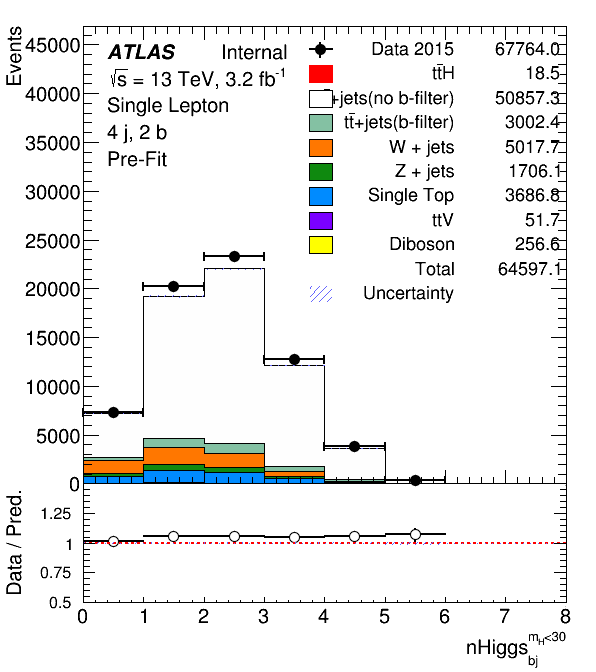 Events
45000
40000
35000
30000
25000
20000
15000
10000
5000
0
ATLAS Internal
√s = 13 TeV, 3.2 fb⁻¹
Single Lepton
4 j, 2 b
Pre-Fit
Data 2015 67764.0
tt̄H 18.5
+jets(no b-filter) 50857.3
tt̄+jets(b-filter) 3002.4
W + jets 5017.7
Z + jets 1706.1
Single Top 3686.8
ttV 51.7
Diboson 256.6
Total 64597.1
Uncertainty
Data / Pred.
1.25
1
0.75
0.5
0 1 2 3 4 5 6 7 8
nHiggs_bj^{m_H<30}